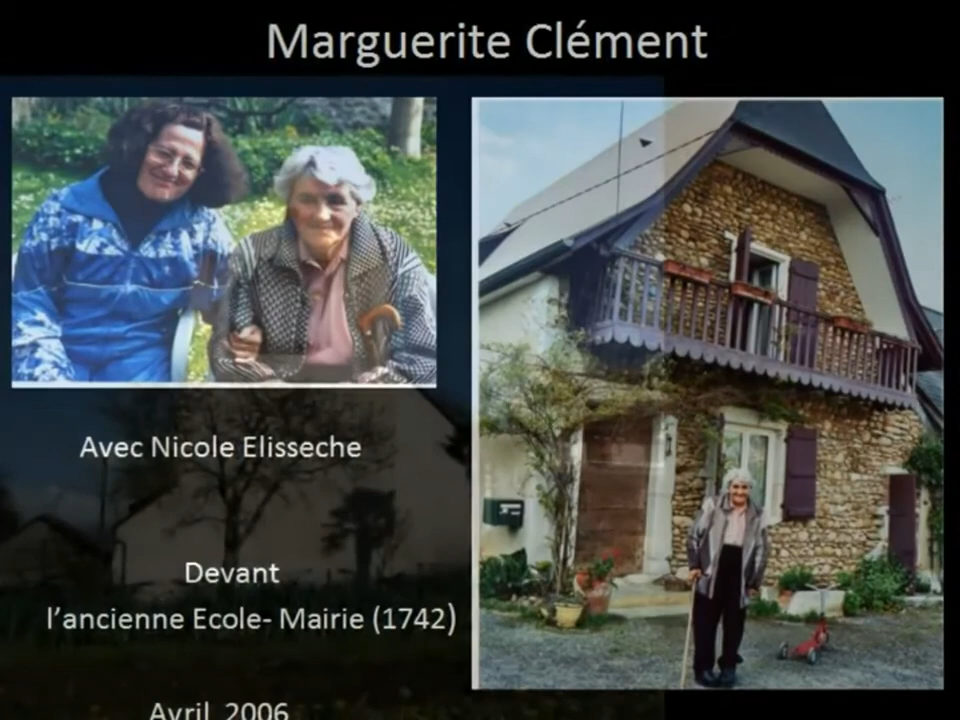 Marguerite Clément
Avec Nicole Elisseche
Devant
l’ancienne Ecole- Mairie (1742)
Avril 2006